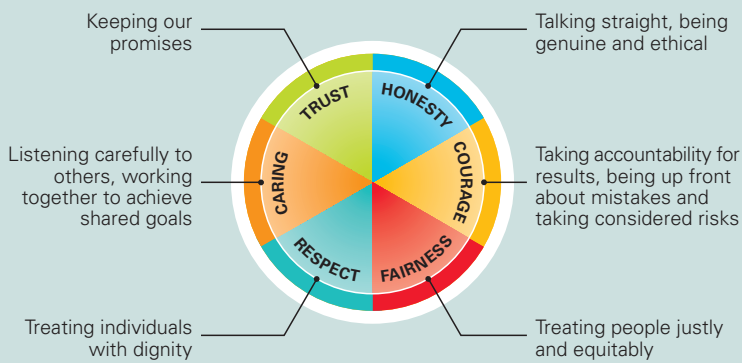 Keeping our
promises
Talking straight, being
genuine and ethical
TRUST
HONESTY
Listening carefully to
others, working
together to achieve
shared goals
CARING
COURAGE
Taking accountability for
results, being up front
about mistakes and
taking considered risks
RESPECT
FAIRNESS
Treating individuals
with dignity
Treating people justly
and equitably